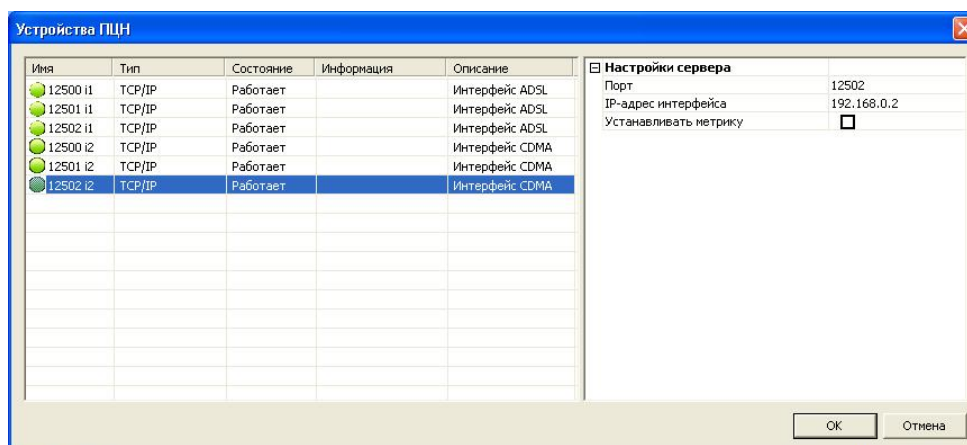 Устройства ПЦН
Имя Тип Состояние Информация Описание
12500 i1 TCP/IP Работает Интерфейс ADSL
12501 i1 TCP/IP Работает Интерфейс ADSL
12502 i1 TCP/IP Работает Интерфейс ADSL
12500 i2 TCP/IP Работает Интерфейс CDMA
12501 i2 TCP/IP Работает Интерфейс CDMA
12502 i2 TCP/IP Работает Интерфейс CDMA
Настройки сервера
Порт 12502
IP-адрес интерфейса 192.168.0.2
Устанавливать метрику
OK Отмена